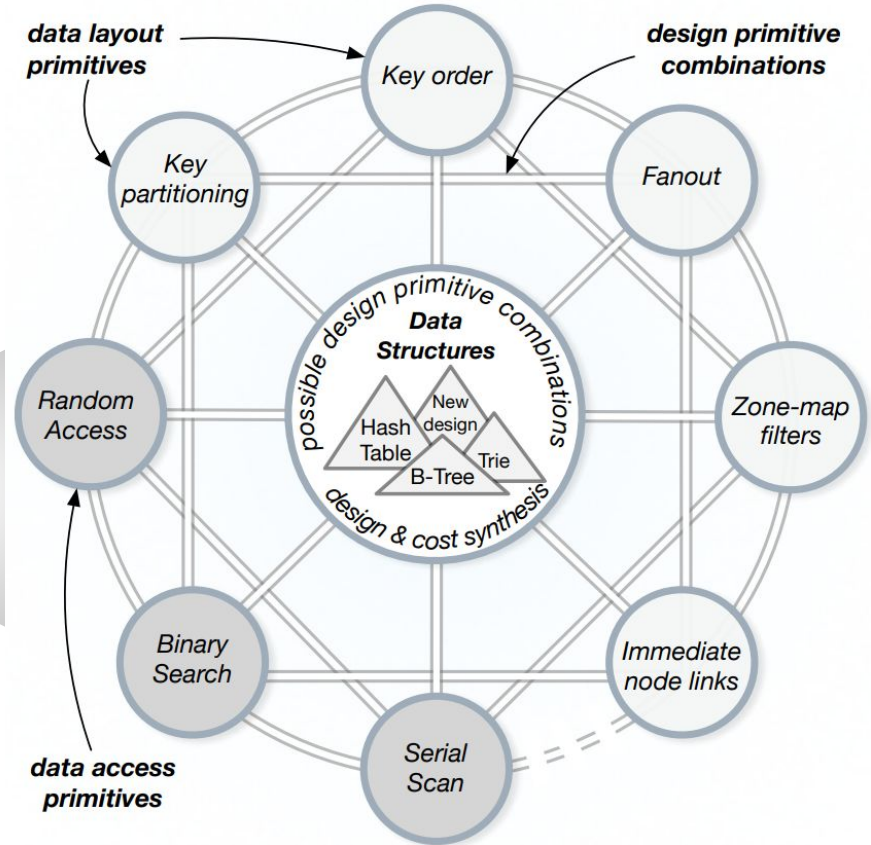 data layout
primitives
design primitive
combinations
Key order
Key
partitioning
Fanout
possible design primitive combinations
Data
Structures
New
design
Hash
Table
Trie
B-Tree
design & cost synthesis
Random
Access
Zone-map
filters
Binary
Search
Immediate
node links
Serial
Scan
data access
primitives